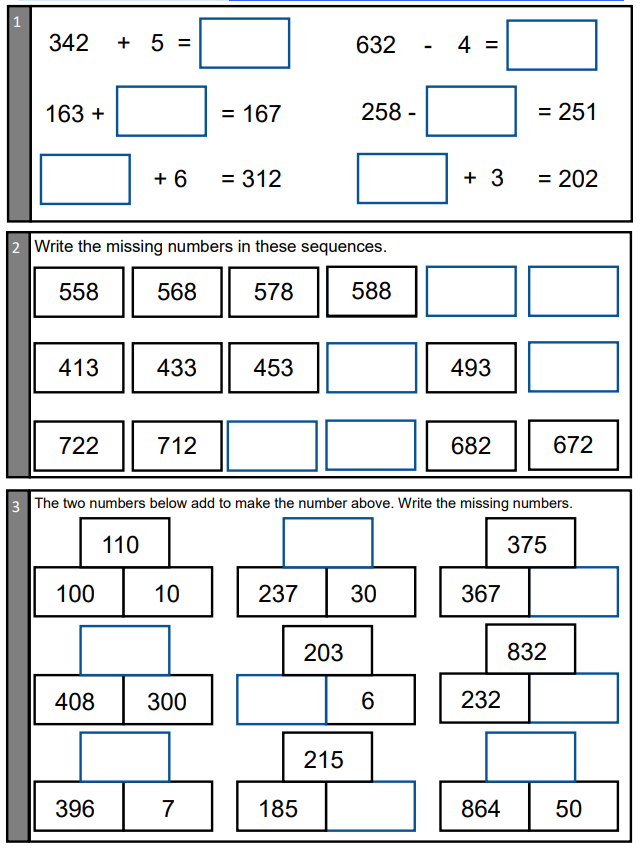 1
342 + 5 =
632 - 4 =
163 + = 167
258 - = 251
+ 6 = 312
+ 3 = 202
2 Write the missing numbers in these sequences.
558 568 578 588
413 433 453 493
722 712 682 672
3 The two numbers below add to make the number above. Write the missing numbers.
110 375
100 10 237 30 367
203 832
408 300 6 232
215
396 7 185 864 50